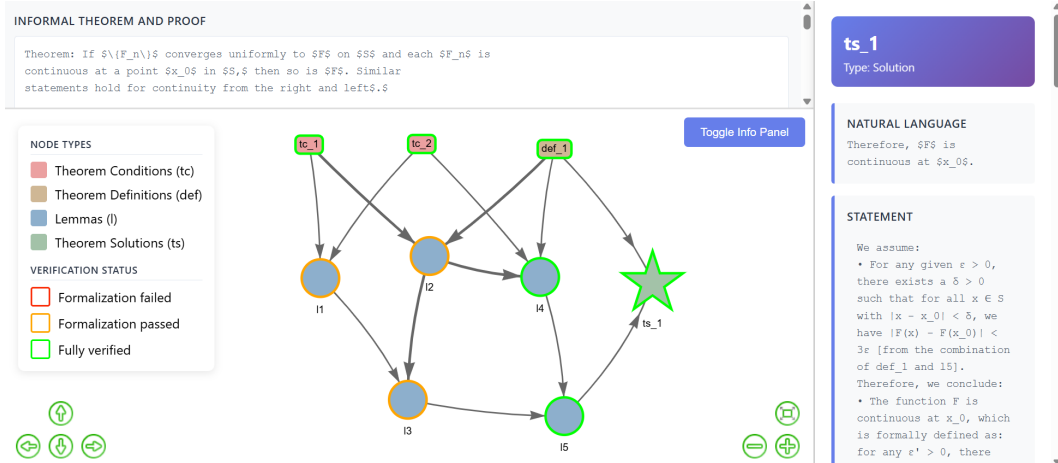 INFORMAL THEOREM AND PROOF
Theorem: If $\{F_n\}$ converges uniformly to $F$ on $S$ and each $F_n$ is
continuous at a point $x_0$ in $S,$ then so is $F$. Similar
statements hold for continuity from the right and left$.$
Toggle Info Panel
NODE TYPES
Theorem Conditions (tc)
Theorem Definitions (def)
Lemmas (l)
Theorem Solutions (ts)
VERIFICATION STATUS
Formalization failed
Formalization passed
Fully verified
tc_1
tc_2
def_1
l1
l2
l4
ts_1
l3
l5
ts_1
Type: Solution
NATURAL LANGUAGE
Therefore, $F$ is
continuous at $x_0$.
STATEMENT
We assume:
• For any given ε > 0,
there exists a δ > 0
such that for all x ∈ S
with |x - x_0| < δ, we
have |F(x) - F(x_0)| <
3ε [from the combination
of def_1 and l5].
Therefore, we conclude:
• The function F is
continuous at x_0, which
is formally defined as:
for any ε' > 0, there